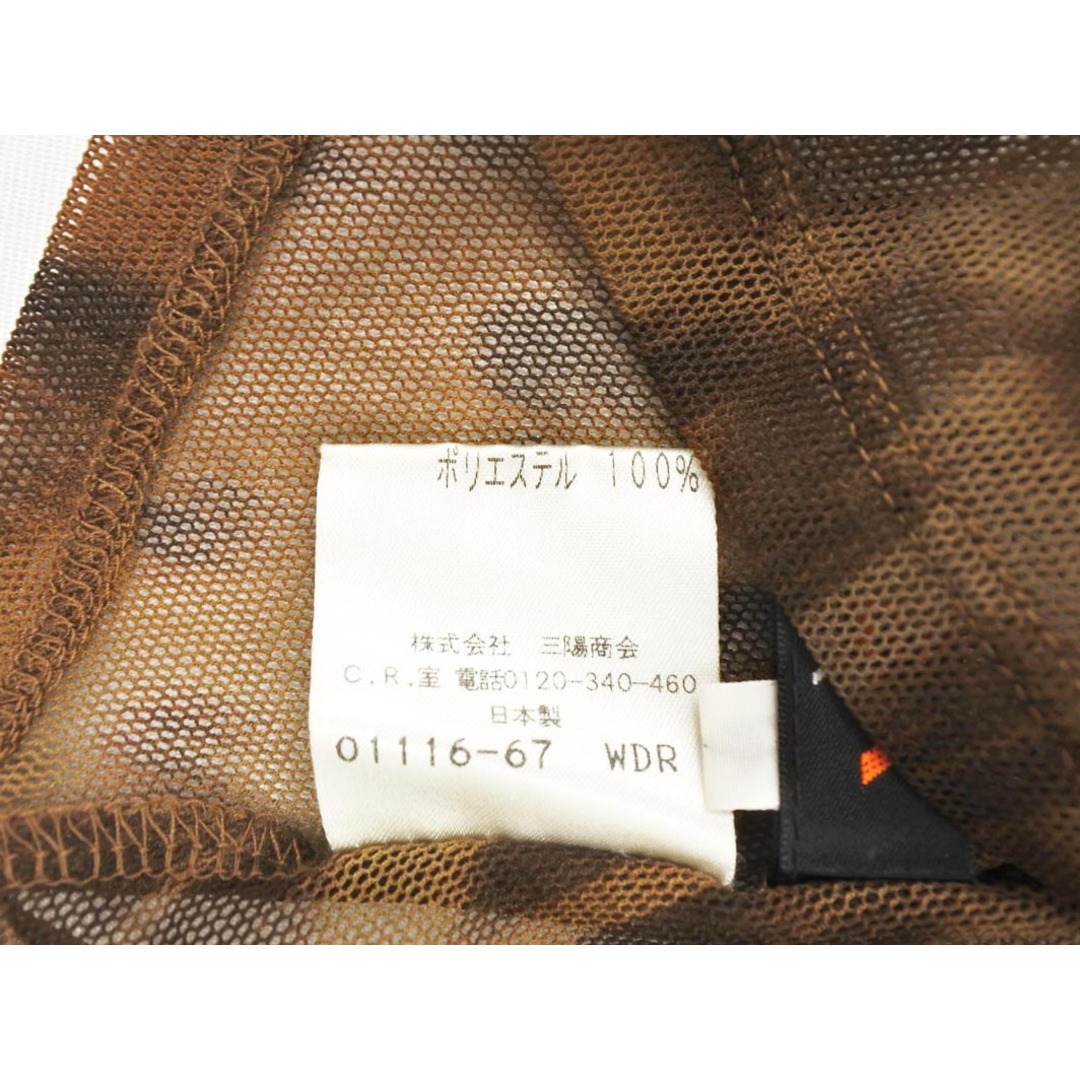 ポリエステル 100%
株式会社 三陽商会
C.R.室 電話0120-340-460
日本製
01116-67 WDR